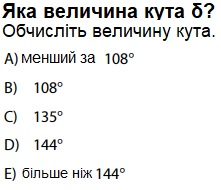 Яка величина кута δ?
Обчисліть величину кута.
A) менший за 108°
B) 108°
C) 135°
D) 144°
E) більше ніж 144°